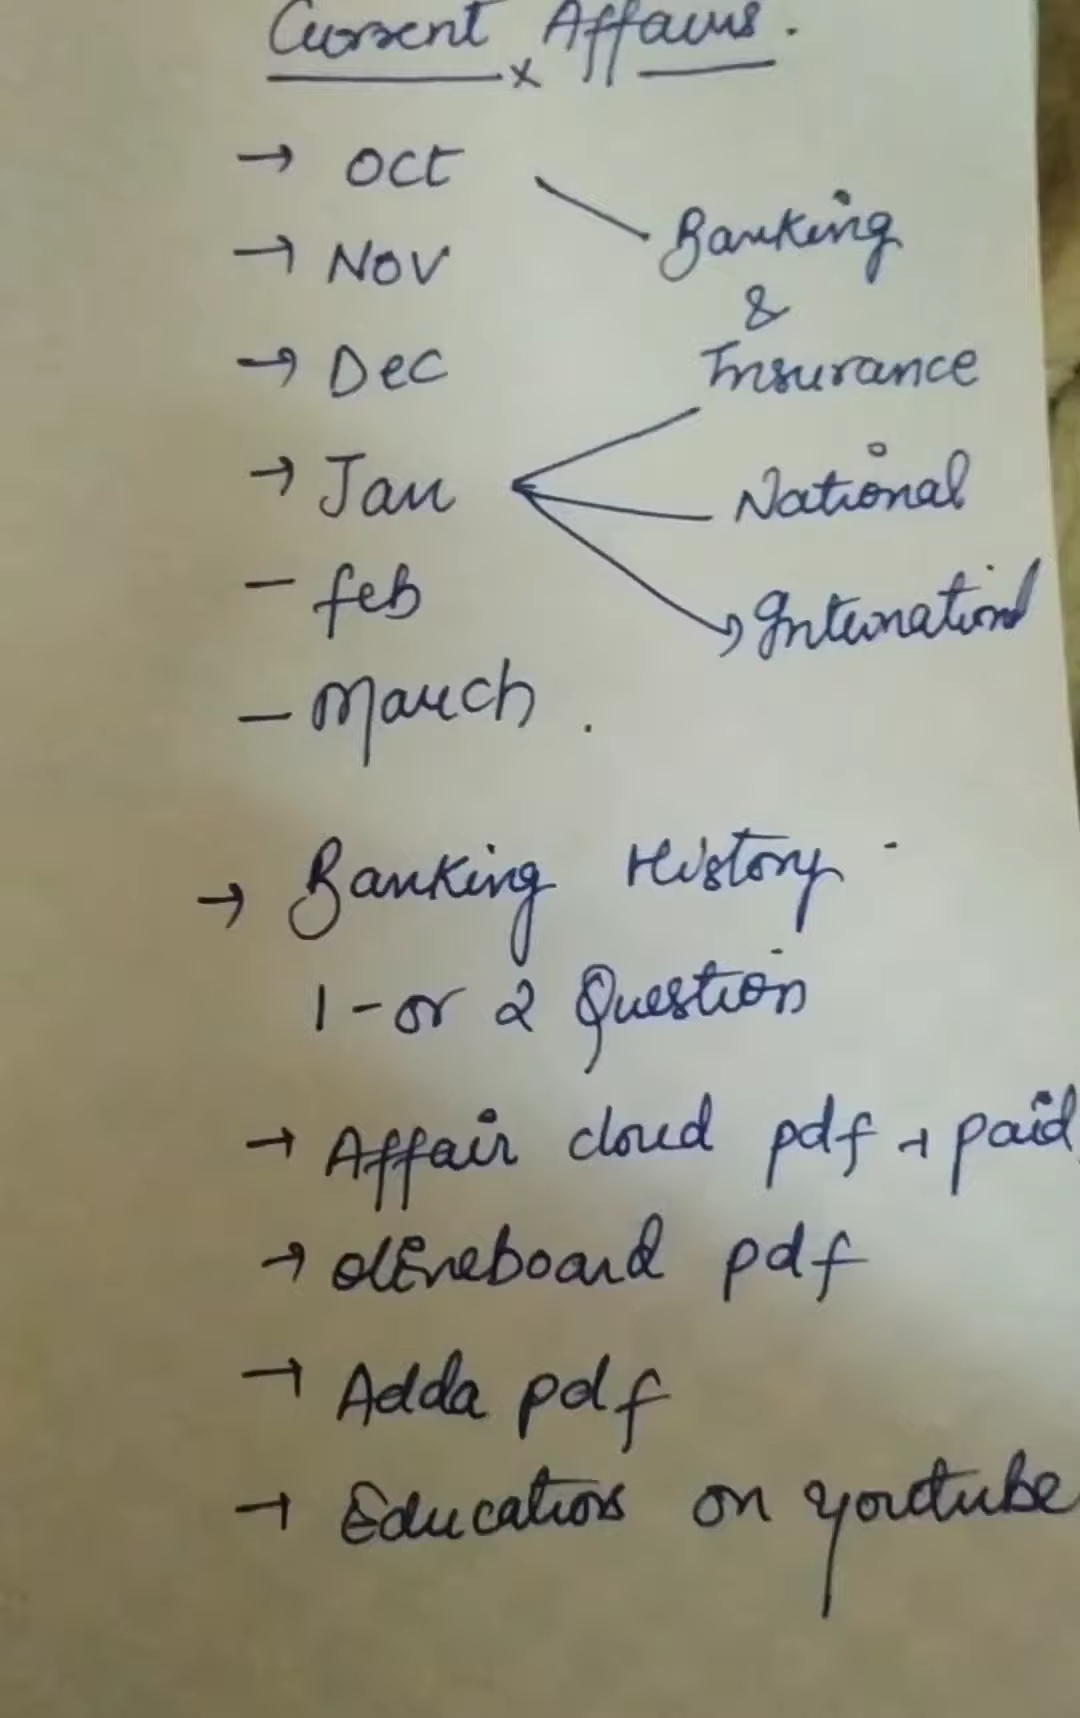 Current Affairs.
→ Oct
Banking
→ Nov
&
→ Dec
Insurance
→ Jan
National
- feb
→ International
- March.
→ Banking History
1 - or 2 Question
→ Affair cloud pdf → paid
→ oliveboard pdf
→ Adda pdf
→ Education on youtube